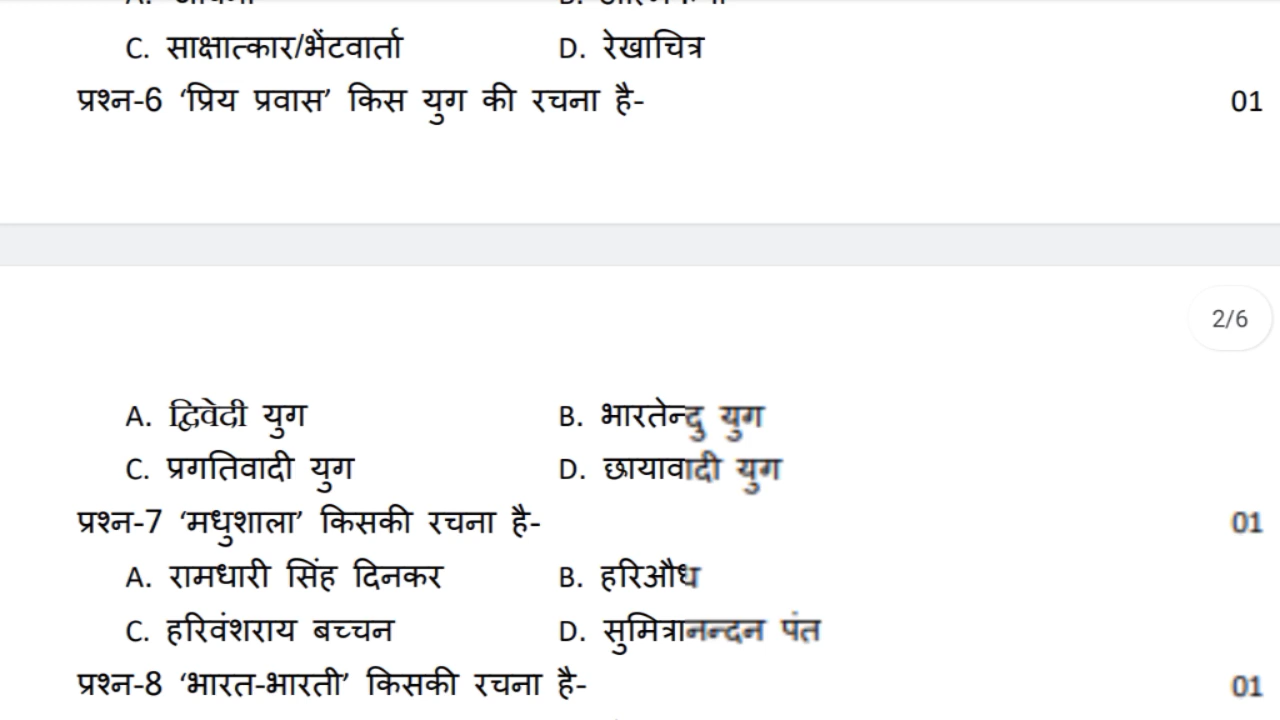 C. साक्षात्कार/भेंटवार्ता D. रेखाचित्र
प्रश्न-6 ‘प्रिय प्रवास’ किस युग की रचना है- 01
2/6
A. द्विवेदी युग B. भारतेन्दु युग
C. प्रगतिवादी युग D. छायावादी युग
प्रश्न-7 ‘मधुशाला’ किसकी रचना है- 01
A. रामधारी सिंह दिनकर B. हरिऔध
C. हरिवंशराय बच्चन D. सुमित्रानन्दन पंत
प्रश्न-8 ‘भारत-भारती’ किसकी रचना है- 01